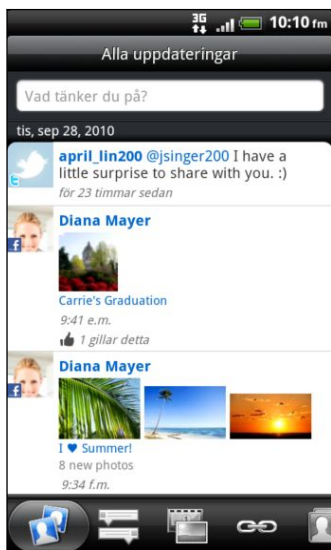 3G 10:10 fm
Alla uppdateringar
Vad tänker du på?
tis, sep 28, 2010
april_lin200 @jsinger200 I have a
little surprise to share with you. :)
för 23 timmar sedan
Diana Mayer
Carrie's Graduation
9:41 e.m.
1 gillar detta
Diana Mayer
I ♥ Summer!
8 new photos
9:34 f.m.